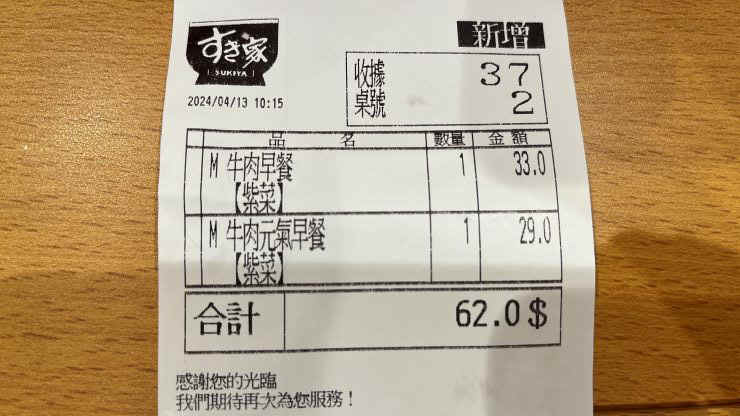 すき家
SUKIYA
新增
2024/04/13 10:15
收據 37
桌號 2
品 名 數量 金額
M 牛肉早餐 1 33.0
【紫菜】
M 牛肉元氣早餐 1 29.0
【紫菜】
合計 62.0$
感謝您的光臨
我們期待再次為您服務！